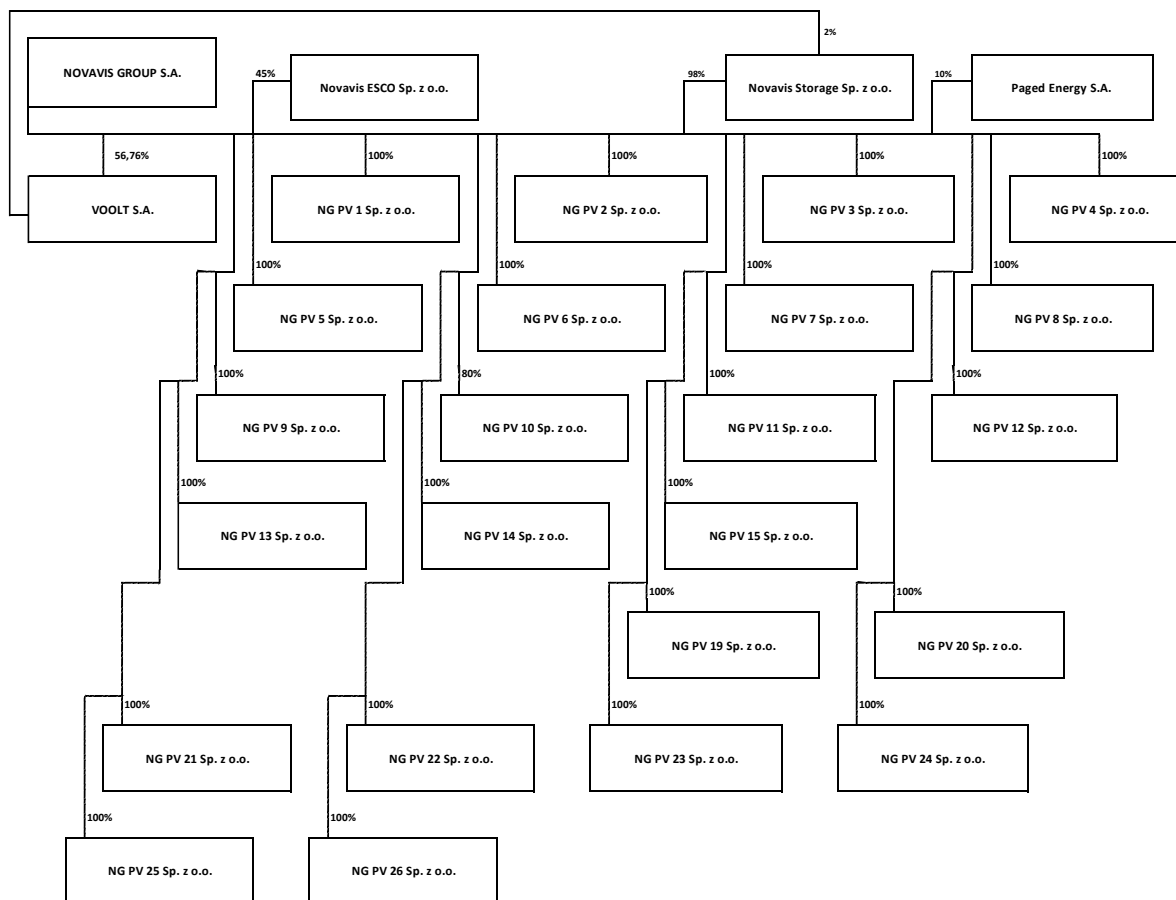 2%
NOVAVIS GROUP S.A.
45%
Novavis ESCO Sp. z o.o.
98%
Novavis Storage Sp. z o.o.
10%
Paged Energy S.A.
56,76%
100%
100%
100%
100%
VOOLT S.A.
NG PV 1 Sp. z o.o.
NG PV 2 Sp. z o.o.
NG PV 3 Sp. z o.o.
NG PV 4 Sp. z o.o.
100%
100%
100%
100%
NG PV 5 Sp. z o.o.
NG PV 6 Sp. z o.o.
NG PV 7 Sp. z o.o.
NG PV 8 Sp. z o.o.
100%
80%
100%
100%
NG PV 9 Sp. z o.o.
NG PV 10 Sp. z o.o.
NG PV 11 Sp. z o.o.
NG PV 12 Sp. z o.o.
100%
100%
100%
NG PV 13 Sp. z o.o.
NG PV 14 Sp. z o.o.
NG PV 15 Sp. z o.o.
100%
100%
NG PV 19 Sp. z o.o.
NG PV 20 Sp. z o.o.
100%
100%
100%
100%
NG PV 21 Sp. z o.o.
NG PV 22 Sp. z o.o.
NG PV 23 Sp. z o.o.
NG PV 24 Sp. z o.o.
100%
100%
NG PV 25 Sp. z o.o.
NG PV 26 Sp. z o.o.